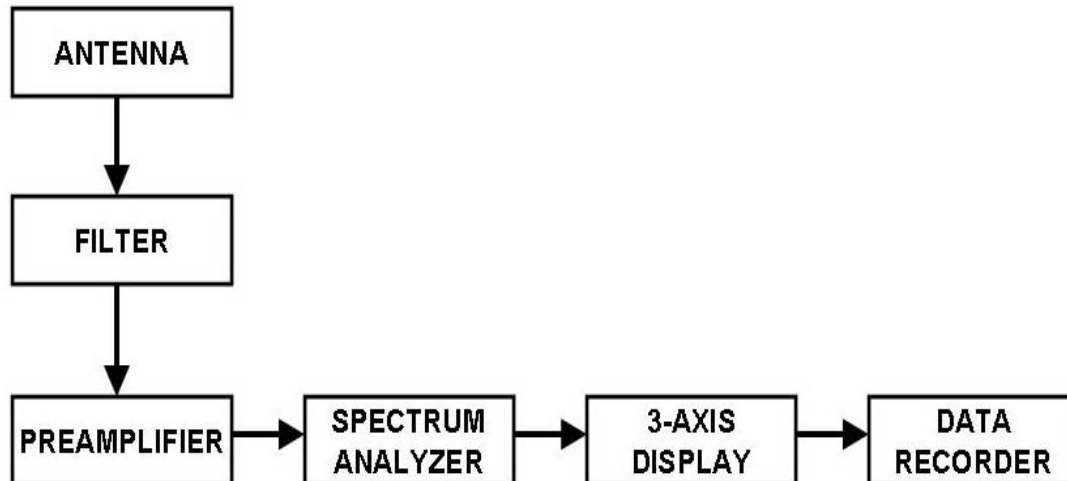 ANTENNA
FILTER
PREAMPLIFIER
SPECTRUM
ANALYZER
3-AXIS
DISPLAY
DATA
RECORDER